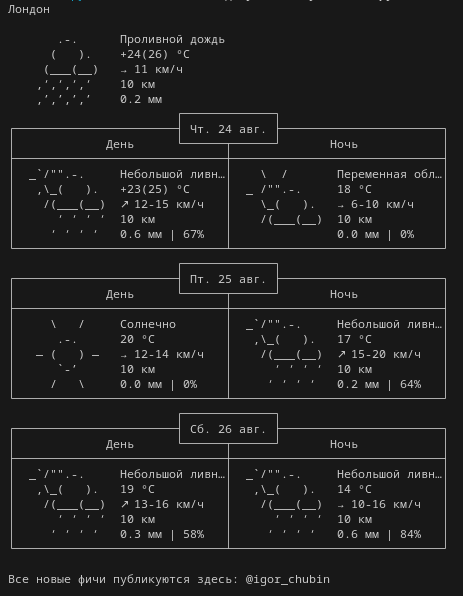 Лондон
Проливной дождь
+24(26) °C
→ 11 км/ч
10 км
0.2 мм
Чт. 24 авг.
День Ночь
Небольшой ливн… Переменная обл…
+23(25) °C 18 °C
↗ 12-15 км/ч → 6-10 км/ч
10 км 10 км
0.6 мм | 67% 0.0 мм | 0%
Пт. 25 авг.
День Ночь
Солнечно Небольшой ливн…
20 °C 17 °C
→ 12-14 км/ч ↗ 15-20 км/ч
10 км 10 км
0.0 мм | 0% 0.2 мм | 64%
Сб. 26 авг.
День Ночь
Небольшой ливн… Небольшой ливн…
19 °C 14 °C
↗ 13-16 км/ч → 10-16 км/ч
10 км 10 км
0.3 мм | 58% 0.6 мм | 84%
Все новые фичи публикуются здесь: @igor_chubin